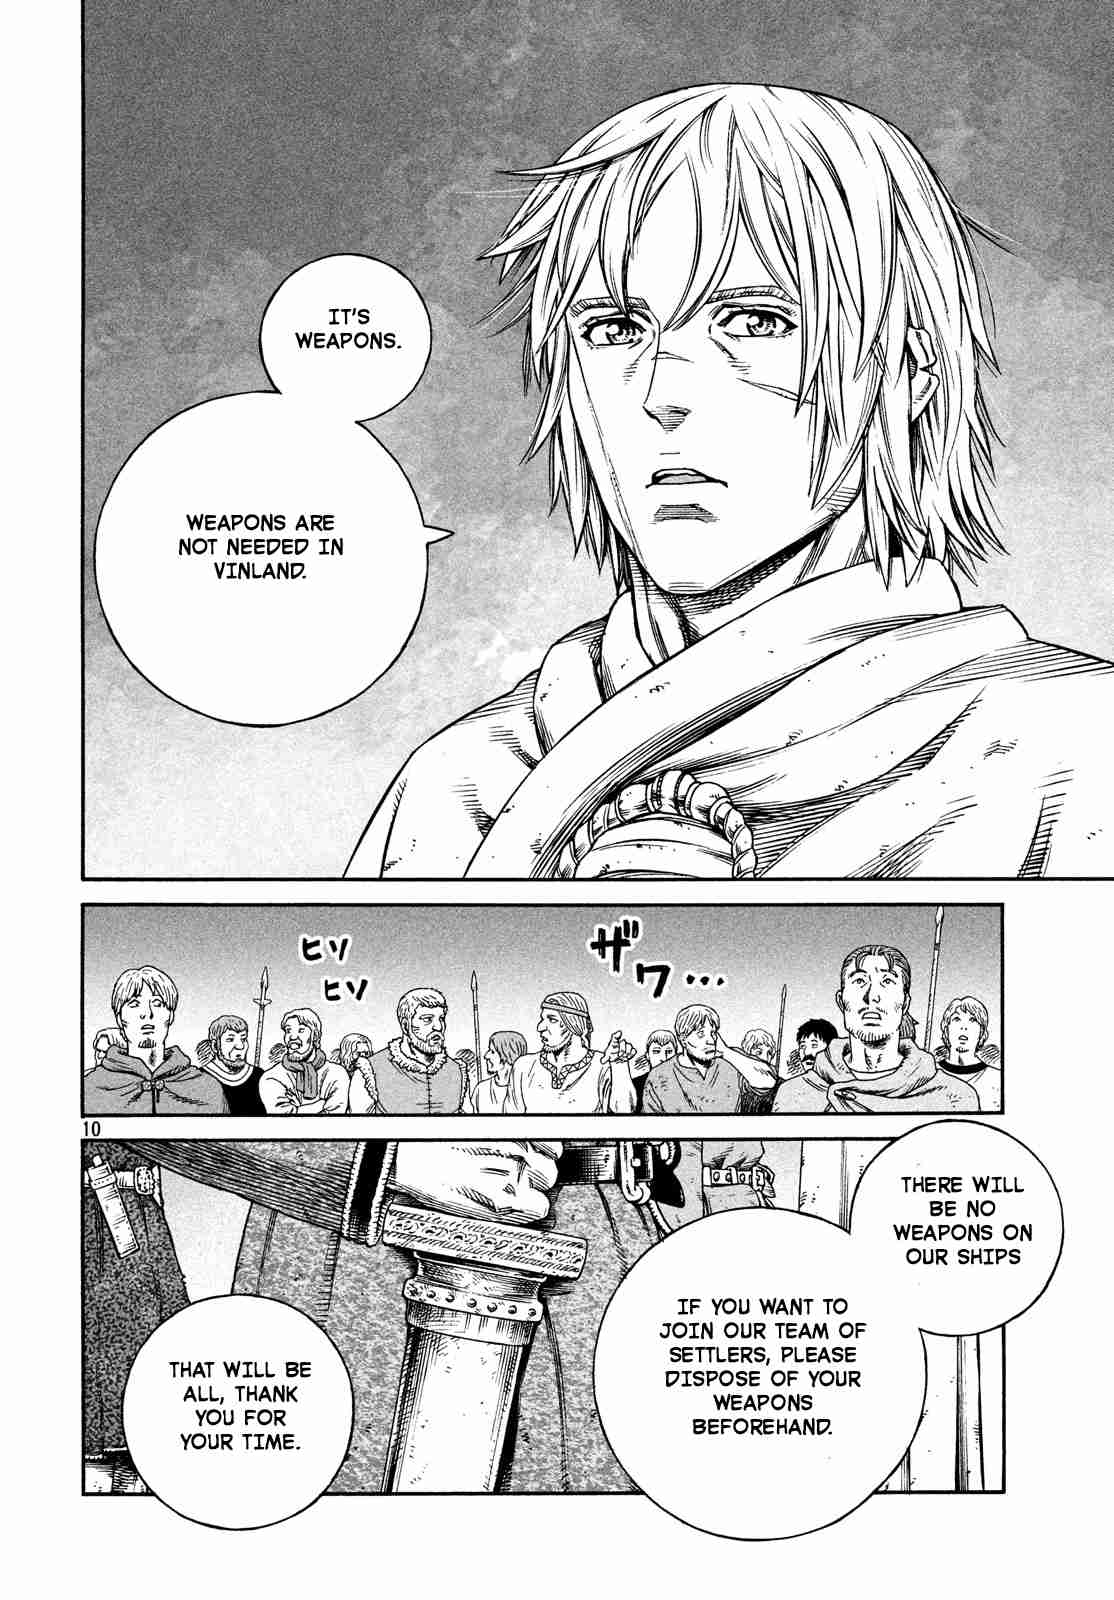 IT'S
WEAPONS.
WEAPONS ARE
NOT NEEDED IN
VINLAND.
ザ
ワ…
ヒソ
ヒソ
10
THERE WILL
BE NO
WEAPONS ON
OUR SHIPS
IF YOU WANT TO
JOIN OUR TEAM OF
SETTLERS, PLEASE
DISPOSE OF YOUR
WEAPONS
BEFOREHAND.
THAT WILL BE
ALL, THANK
YOU FOR
YOUR TIME.